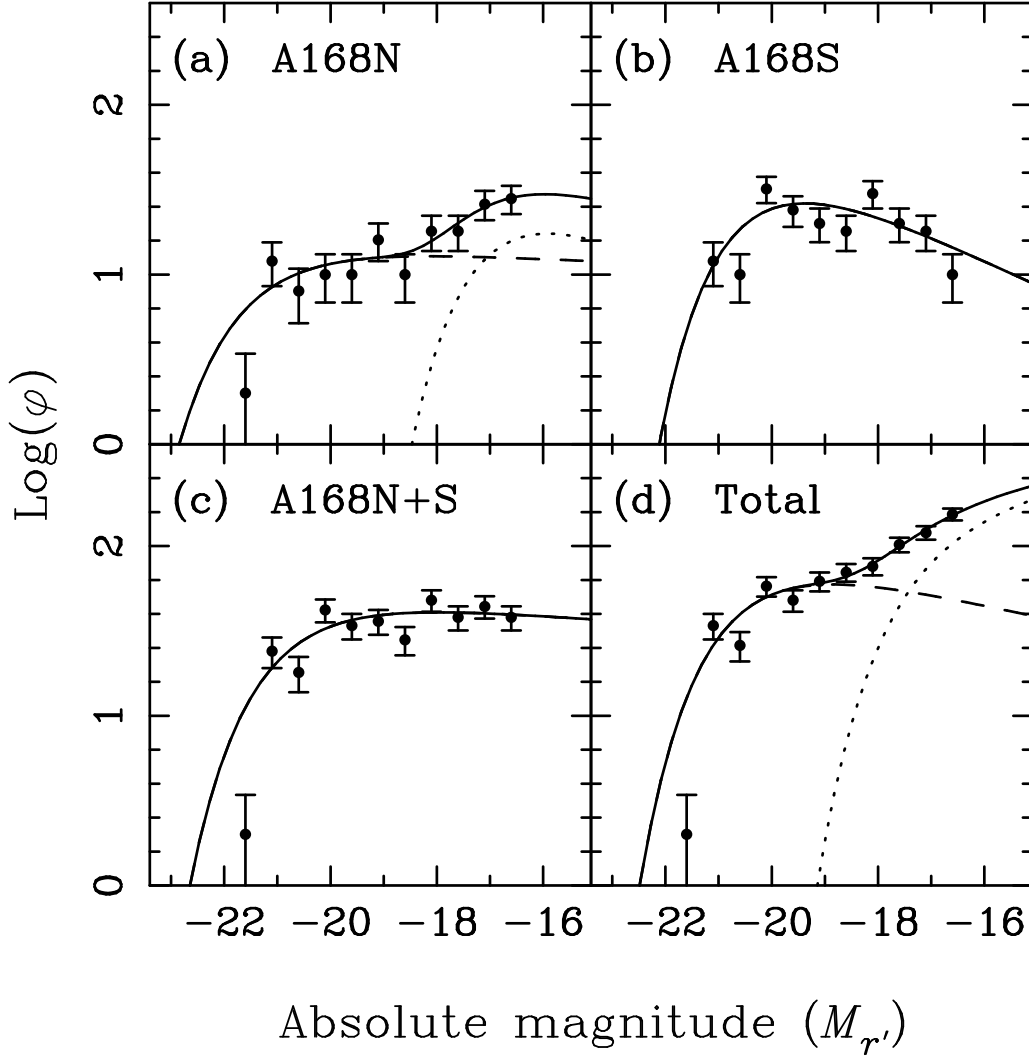 (a) A168N
(b) A168S
2
1
0
(c) A168N+S
(d) Total
2
1
0
Log(φ)
−22 −20 −18 −16
−22 −20 −18 −16
Absolute magnitude (M_r′)